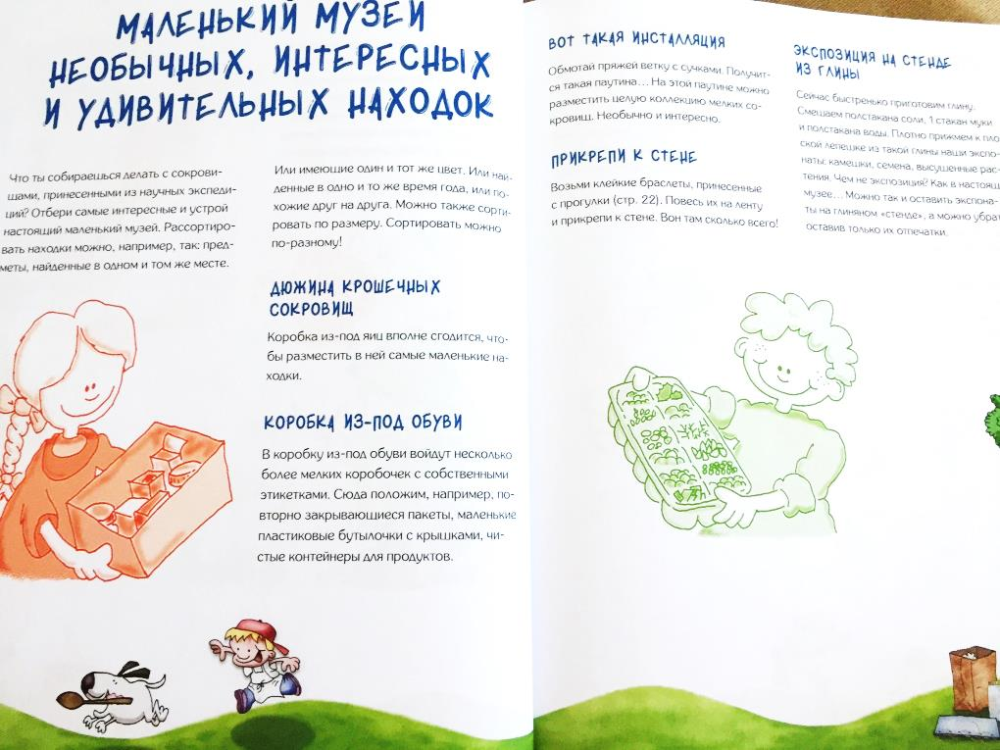 МАЛЕНЬКИЙ МУЗЕЙ
НЕОБЫЧНЫХ, ИНТЕРЕСНЫХ
И УДИВИТЕЛЬНЫХ НАХОДОК
Что ты собираешься делать с сокрови-
щами, принесенными из научных экспеди-
ций? Отбери самые интересные и устрой
настоящий маленький музей. Рассортиро-
вать находки можно, например, так: пред-
меты, найденные в одном и том же месте.
Или имеющие один и тот же цвет. Или най-
денные в одно и то же время года, или по-
хожие друг на друга. Можно также сорти-
ровать по размеру. Сортировать можно
по-разному!
ДЮЖИНА КРОШЕЧНЫХ
СОКРОВИЩ
Коробка из-под яиц вполне сгодится, что-
бы разместить в ней самые маленькие на-
ходки.
КОРОБКА ИЗ-ПОД ОБУВИ
В коробку из-под обуви войдут несколько
более мелких коробочек с собственными
этикетками. Сюда положим, например, по-
вторно закрывающиеся пакеты, маленькие
пластиковые бутылочки с крышками, чи-
стые контейнеры для продуктов.
ВОТ ТАКАЯ ИНСТАЛЛЯЦИЯ
Обмотай пряжей ветку с сучками. Получит-
ся такая паутина... На этой паутине можно
разместить целую коллекцию мелких со-
кровищ. Необычно и интересно.
ПРИКРЕПИ К СТЕНЕ
Возьми клейкие браслеты, принесенные
с прогулки (стр. 22). Повесь их на ленту
и прикрепи к стене. Вон там сколько всего!
ЭКСПОЗИЦИЯ НА СТЕНДЕ
ИЗ ГЛИНЫ
Сейчас быстренько приготовим глину.
Смешаем полстакана соли, 1 стакан муки
и полстакана воды. Плотно прижмем к пло
ской лепешке из такой глины наши экспо-
наты: камешки, семена, высушенные рас-
тения. Чем не экспозиция? Как в настоящ
музее... Можно так и оставить экспона-
ты на глиняном «стенде», а можно убрат
оставив только их отпечатки.